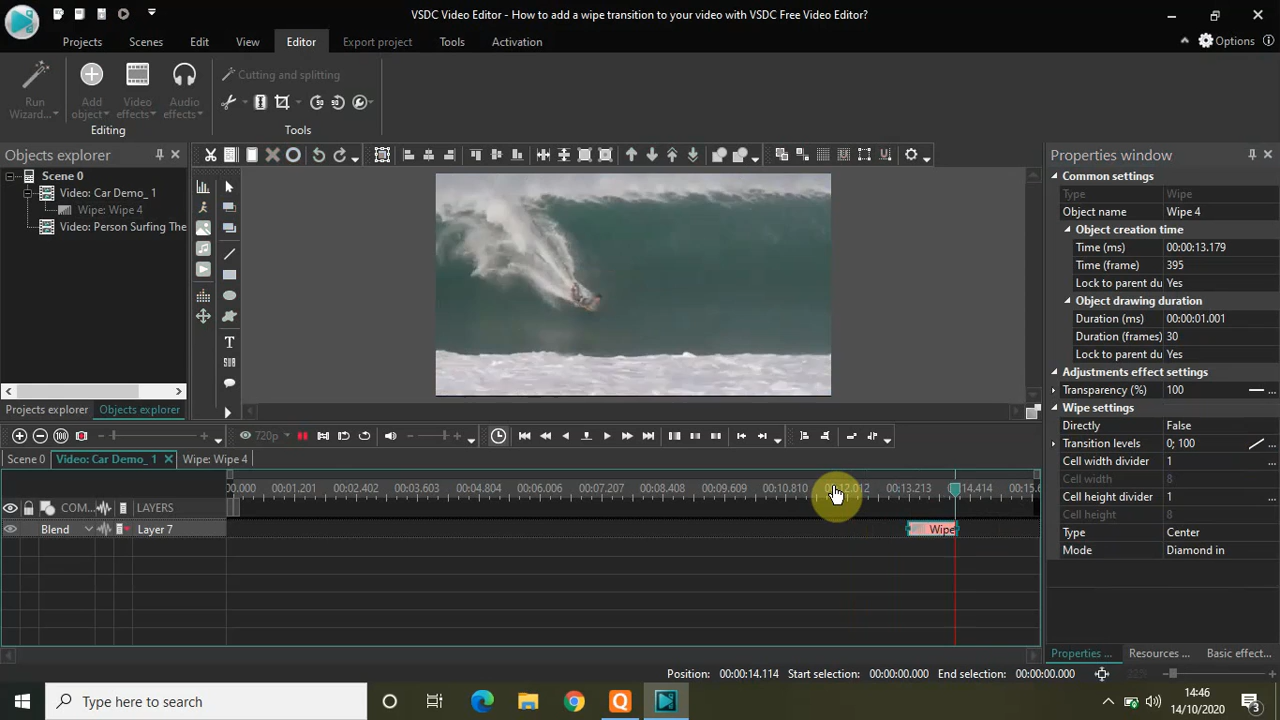 VSDC Video Editor - How to add a wipe transition to your video with VSDC Free Video Editor?
Projects Scenes Edit View Editor Export project Tools Activation Options
Run Wizard... Add object Video effects Audio effects
Cutting and splitting
Editing Tools
Objects explorer
Scene 0
Video: Car Demo_ 1
Wipe: Wipe 4
Video: Person Surfing The
Projects explorer Objects explorer
Properties window
Common settings
Type Wipe
Object name Wipe 4
Object creation time
Time (ms) 00:00:13.179
Time (frame) 395
Lock to parent du Yes
Object drawing duration
Duration (ms) 00:00:01.001
Duration (frames) 30
Lock to parent du Yes
Adjustments effect settings
Transparency (%) 100
Wipe settings
Directly False
Transition levels 0; 100
Cell width divider 1
Cell width 8
Cell height divider 1
Cell height 8
Type Center
Mode Diamond in
Properties ... Resources ... Basic effect...
720p
Scene 0 Video: Car Demo_ 1 Wipe: Wipe 4
0.000 00:01.201 00:02.402 00:03.603 00:04.804 00:06.006 00:07.207 00:08.408 00:09.609 00:10.810 00:12.012 00:13.213 14.414 00:15.6
COM... LAYERS
Blend Layer 7 Wipe
Position: 00:00:14.114 Start selection: 00:00:00.000 End selection: 00:00:00.000
Type here to search
14:46
14/10/2020
3